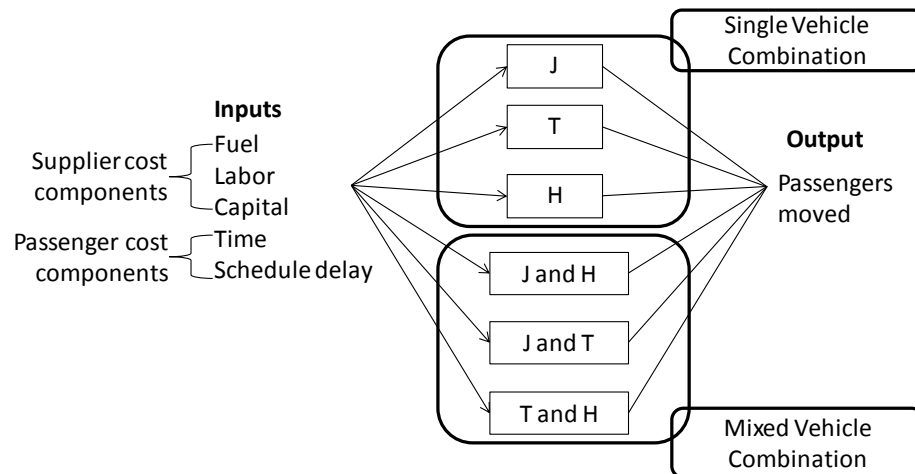 Single Vehicle
Combination
J
T
H
Inputs
Fuel
Labor
Capital
Time
Schedule delay
Supplier cost
components
Passenger cost
components
Output
Passengers
moved
J and H
J and T
T and H
Mixed Vehicle
Combination